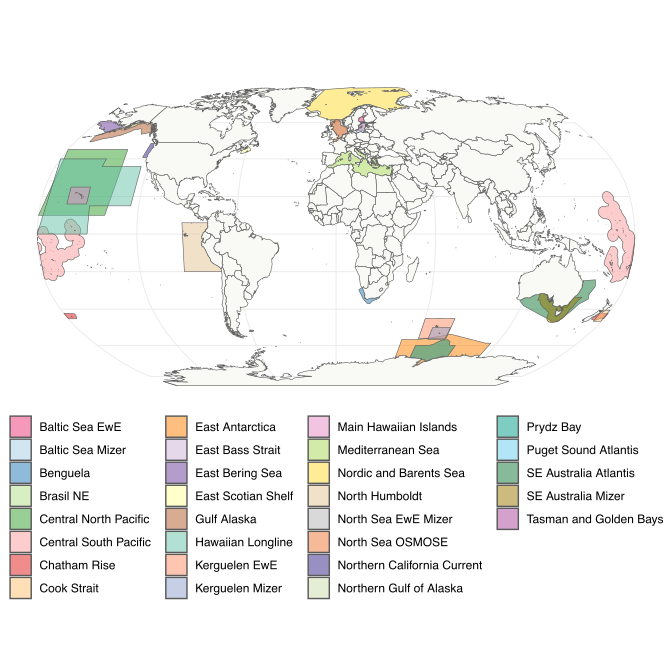 Baltic Sea EwE
Baltic Sea Mizer
Benguela
Brasil NE
Central North Pacific
Central South Pacific
Chatham Rise
Cook Strait
East Antarctica
East Bass Strait
East Bering Sea
East Scotian Shelf
Gulf Alaska
Hawaiian Longline
Kerguelen EwE
Kerguelen Mizer
Main Hawaiian Islands
Mediterranean Sea
Nordic and Barents Sea
North Humboldt
North Sea EwE Mizer
North Sea OSMOSE
Northern California Current
Northern Gulf of Alaska
Prydz Bay
Puget Sound Atlantis
SE Australia Atlantis
SE Australia Mizer
Tasman and Golden Bays